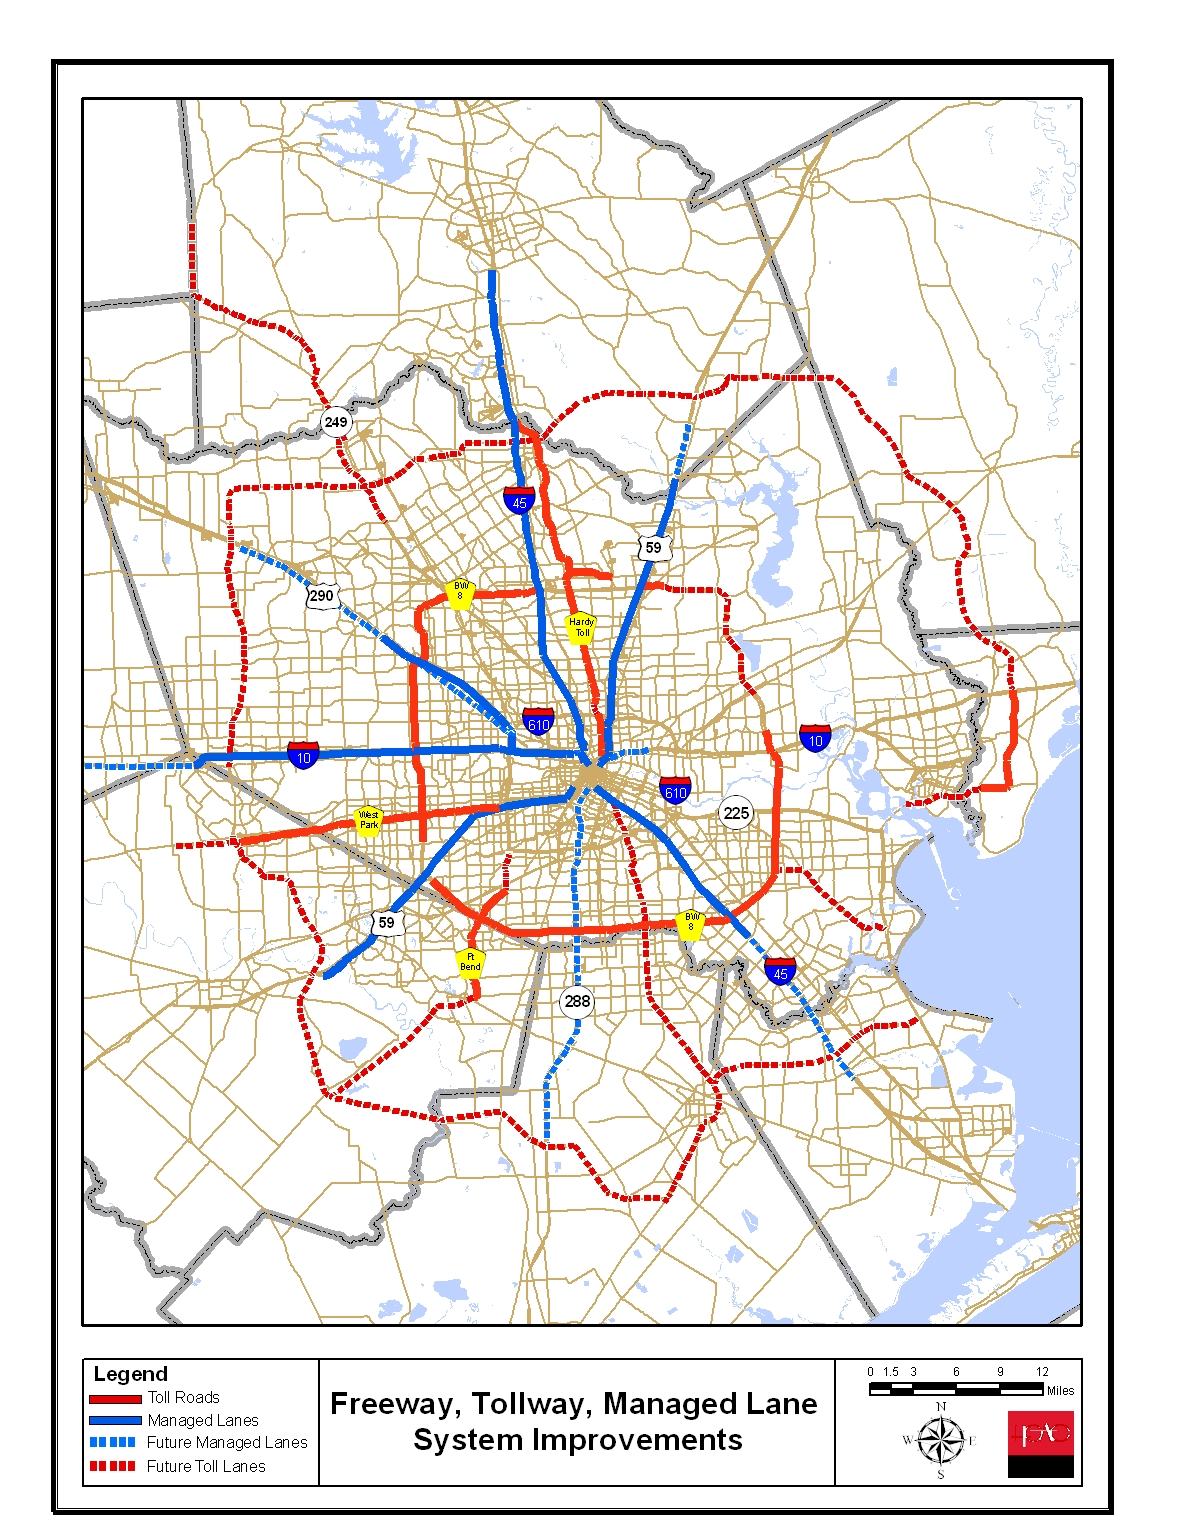 249
45
59
290
BW
8
Hardy
Toll
610
10
10
610
225
West
Park
59
BW
8
Ft
Bend
45
288
Legend
Toll Roads
Managed Lanes
Future Managed Lanes
Future Toll Lanes
Freeway, Tollway, Managed Lane
System Improvements
0 1.5 3 6 9 12
Miles
N
W E
S